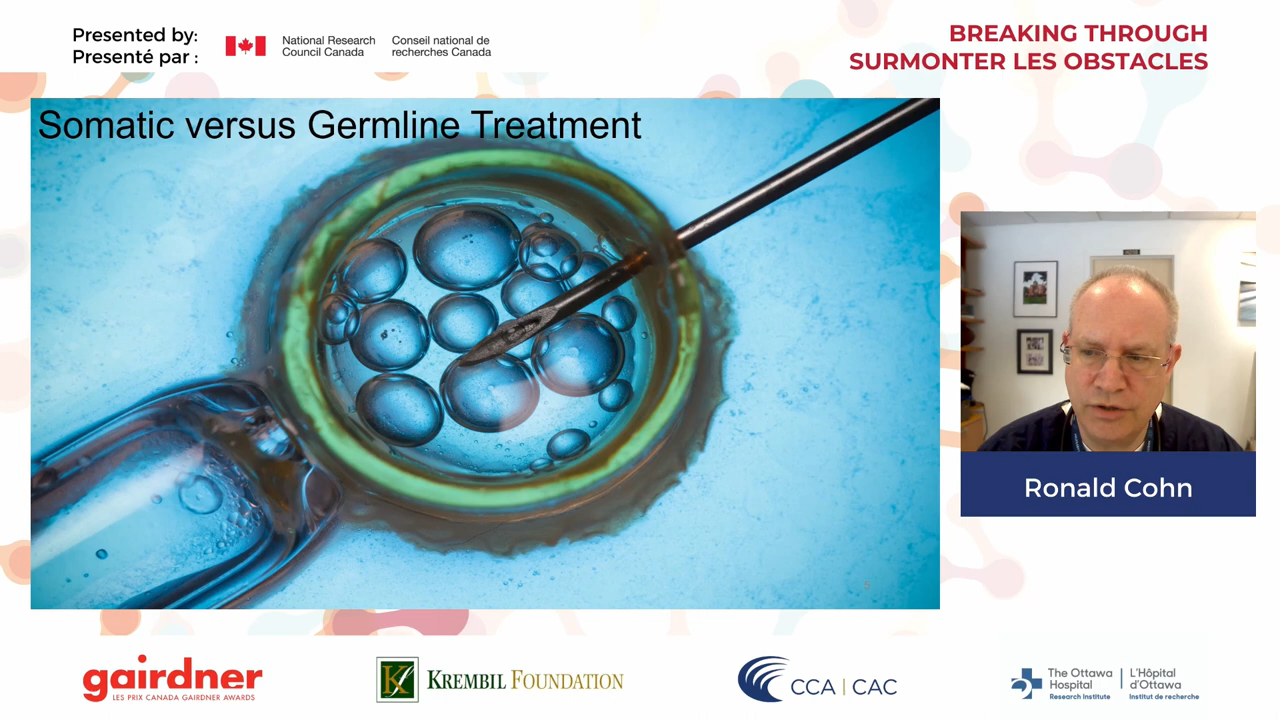 Presented by:
Presenté par :
National Research
Council Canada
Conseil national de
recherches Canada
BREAKING THROUGH
SURMONTER LES OBSTACLES
Somatic versus Germline Treatment
6
Ronald Cohn
gairdner
LES PRIX CANADA GAIRDNER AWARDS
KREMBIL FOUNDATION
CCA | CAC
The Ottawa
Hospital
Research Institute
L'Hôpital
d'Ottawa
Institut de recherche